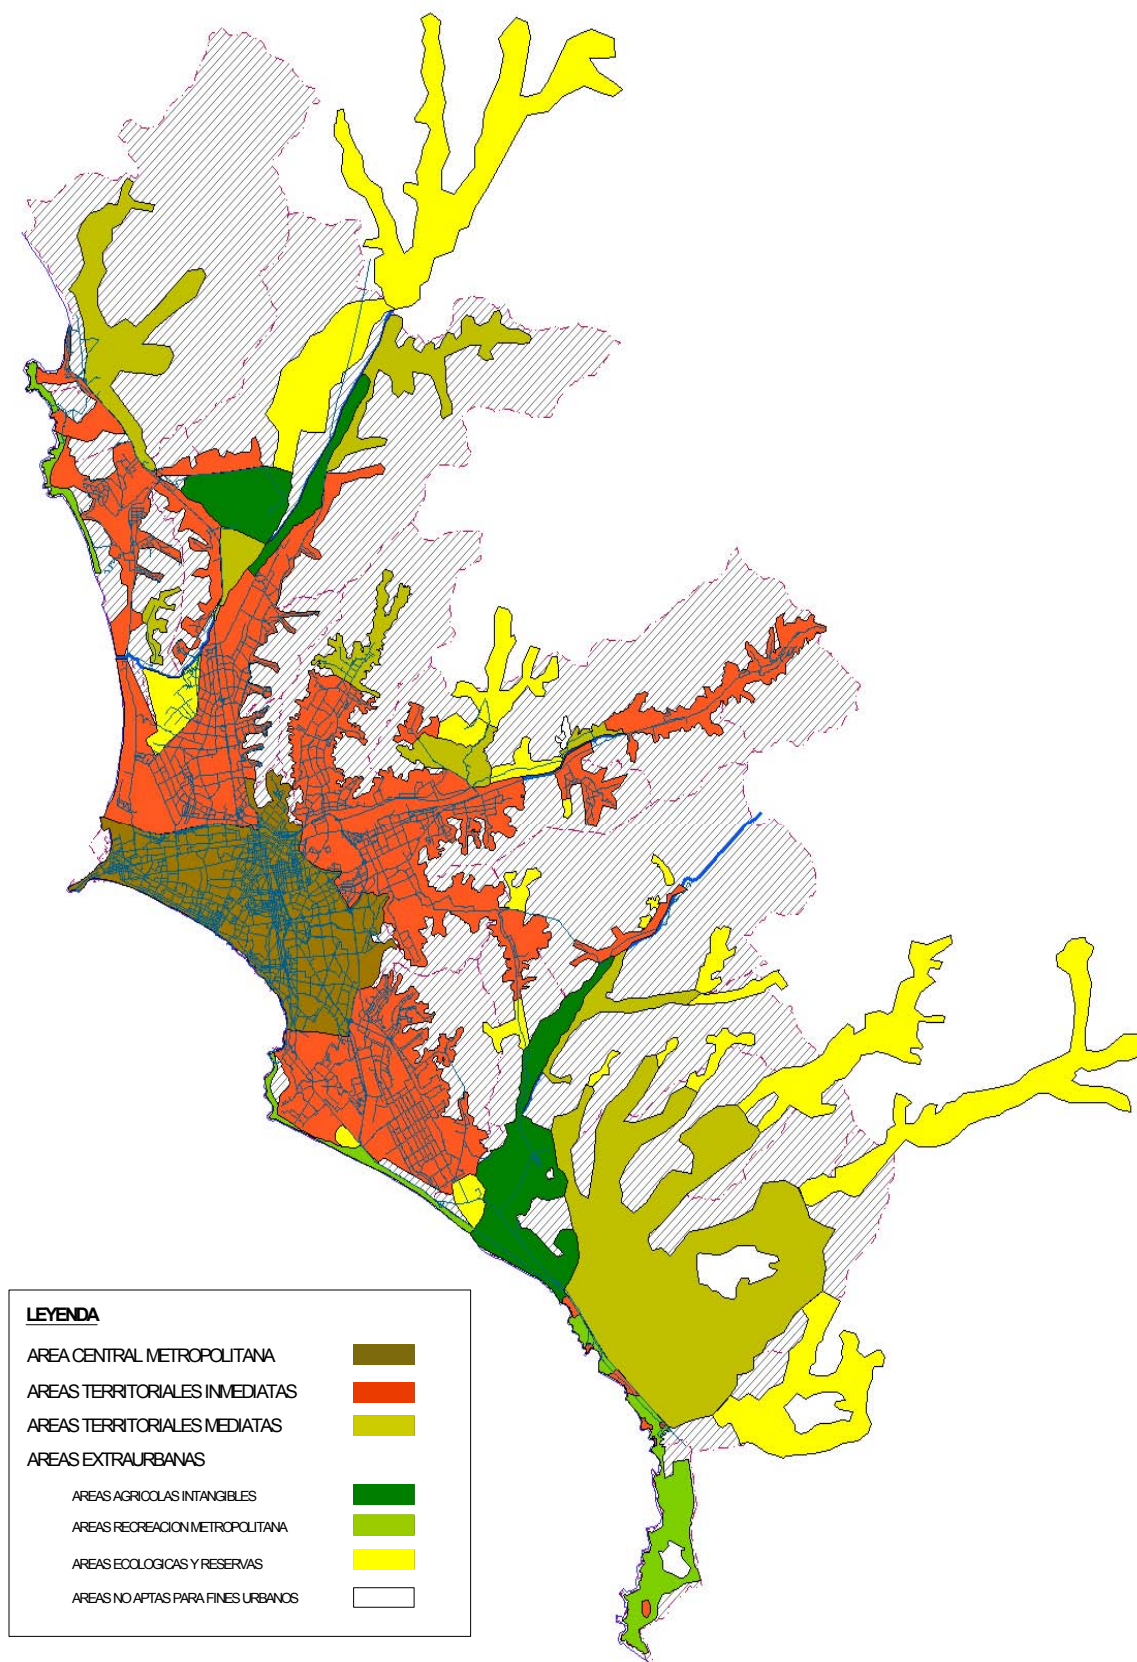 LEYENDA
AREA CENTRAL METROPOLITANA
AREAS TERRITORIALES INMEDIATAS
AREAS TERRITORIALES MEDIATAS
AREAS EXTRAURBANAS
AREAS AGRICOLAS INTANGIBLES
AREAS RECREACION METROPOLITANA
AREAS ECOLOGICAS Y RESERVAS
AREAS NO APTAS PARA FINES URBANOS